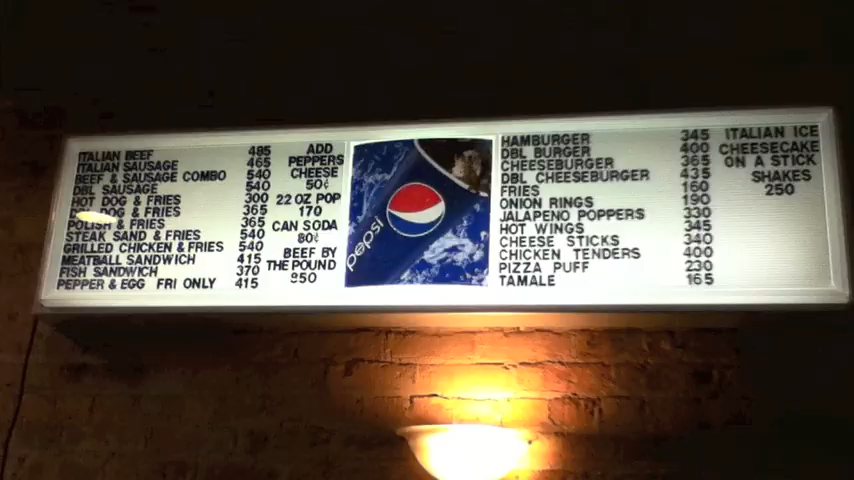 ITALIAN BEEF 485
ITALIAN SAUSAGE 465
BEEF & SAUSAGE COMBO 540
DBL SAUSAGE 540
HOT DOG & FRIES 300
DOG & FRIES 365
POLISH & FRIES 365
STEAK SAND & FRIES 540
GRILLED CHICKEN & FRIES 540
MEATBALL SANDWICH 415
FISH SANDWICH 370
PEPPER & EGG FRI ONLY 415
ADD
PEPPERS
CHEESE
50¢
22 OZ POP
170
CAN SODA
80¢
BEEF BY
THE POUND
950
pepsi
HAMBURGER 345
DBL BURGER 400
CHEESEBURGER 365
DBL CHEESEBURGER 435
FRIES 160
ONION RINGS 190
JALAPENO POPPERS 330
HOT WINGS 345
CHEESE STICKS 340
CHICKEN TENDERS 400
PIZZA PUFF 230
TAMALE 165
ITALIAN ICE
CHEESECAKE
ON A STICK
SHAKES
250